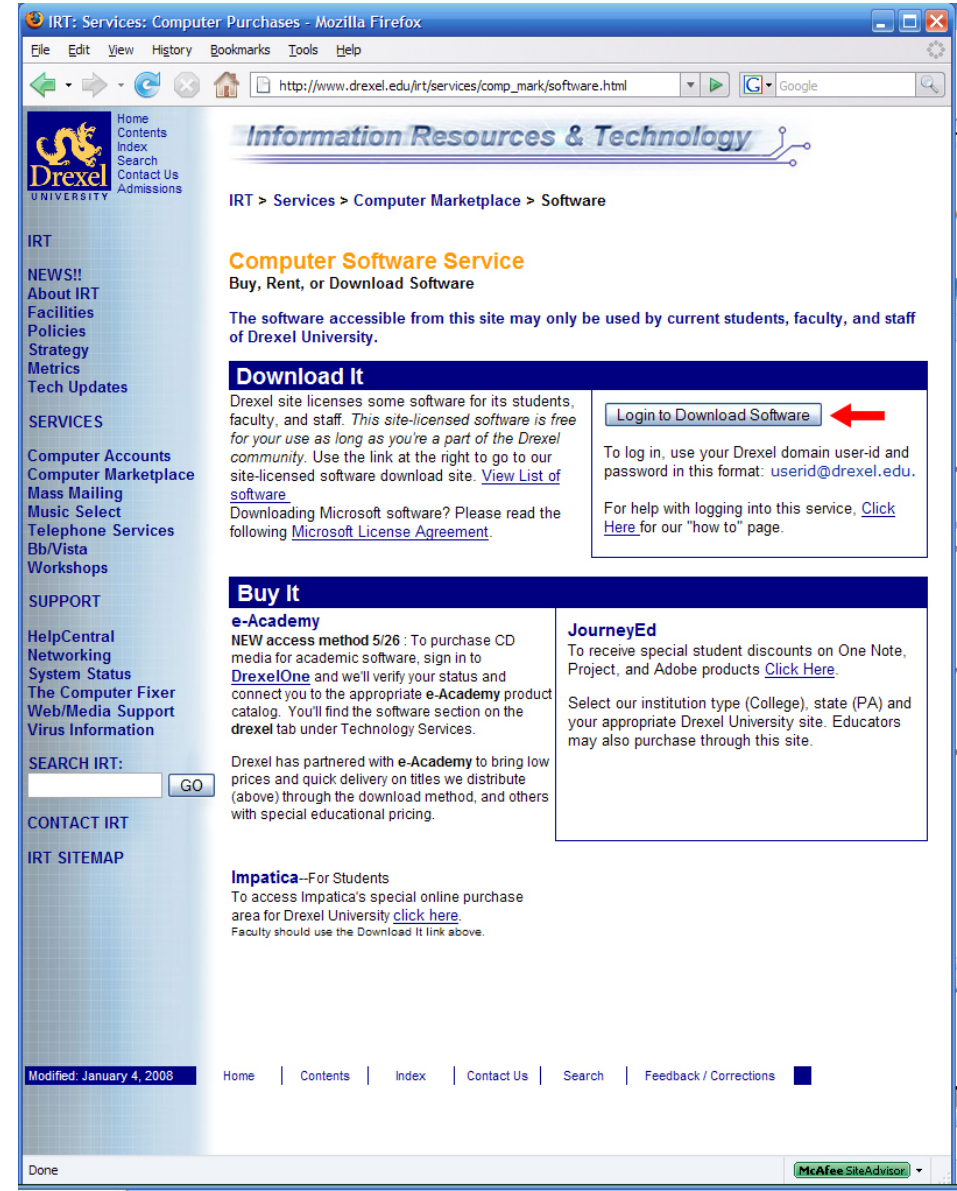 IRT: Services: Computer Purchases - Mozilla Firefox
File Edit View History Bookmarks Tools Help
http://www.drexel.edu/irt/services/comp_mark/software.html
G Google
Drexel
UNIVERSITY
Home
Contents
Index
Search
Contact Us
Admissions
IRT
NEWS!!
About IRT
Facilities
Policies
Strategy
Metrics
Tech Updates
SERVICES
Computer Accounts
Computer Marketplace
Mass Mailing
Music Select
Telephone Services
Bb/Vista
Workshops
SUPPORT
HelpCentral
Networking
System Status
The Computer Fixer
Web/Media Support
Virus Information
SEARCH IRT:
GO
CONTACT IRT
IRT SITEMAP
Information Resources & Technology
IRT > Services > Computer Marketplace > Software
Computer Software Service
Buy, Rent, or Download Software
The software accessible from this site may only be used by current students, faculty, and staff
of Drexel University.
Download It
Drexel site licenses some software for its students,
faculty, and staff. This site-licensed software is free
for your use as long as you're a part of the Drexel
community. Use the link at the right to go to our
site-licensed software download site. View List of
software
Downloading Microsoft software? Please read the
following Microsoft License Agreement.
Login to Download Software
To log in, use your Drexel domain user-id and
password in this format: userid@drexel.edu.
For help with logging into this service, Click
Here for our "how to" page.
Buy It
e-Academy
NEW access method 5/26 : To purchase CD
media for academic software, sign in to
DrexelOne and we'll verify your status and
connect you to the appropriate e-Academy product
catalog. You'll find the software section on the
drexel tab under Technology Services.
Drexel has partnered with e-Academy to bring low
prices and quick delivery on titles we distribute
(above) through the download method, and others
with special educational pricing.
JourneyEd
To receive special student discounts on One Note,
Project, and Adobe products Click Here.
Select our institution type (College), state (PA) and
your appropriate Drexel University site. Educators
may also purchase through this site.
Impatica--For Students
To access Impatica's special online purchase
area for Drexel University click here.
Faculty should use the Download It link above.
Modified: January 4, 2008
Home | Contents | Index | Contact Us | Search | Feedback / Corrections
Done
McAfee SiteAdvisor